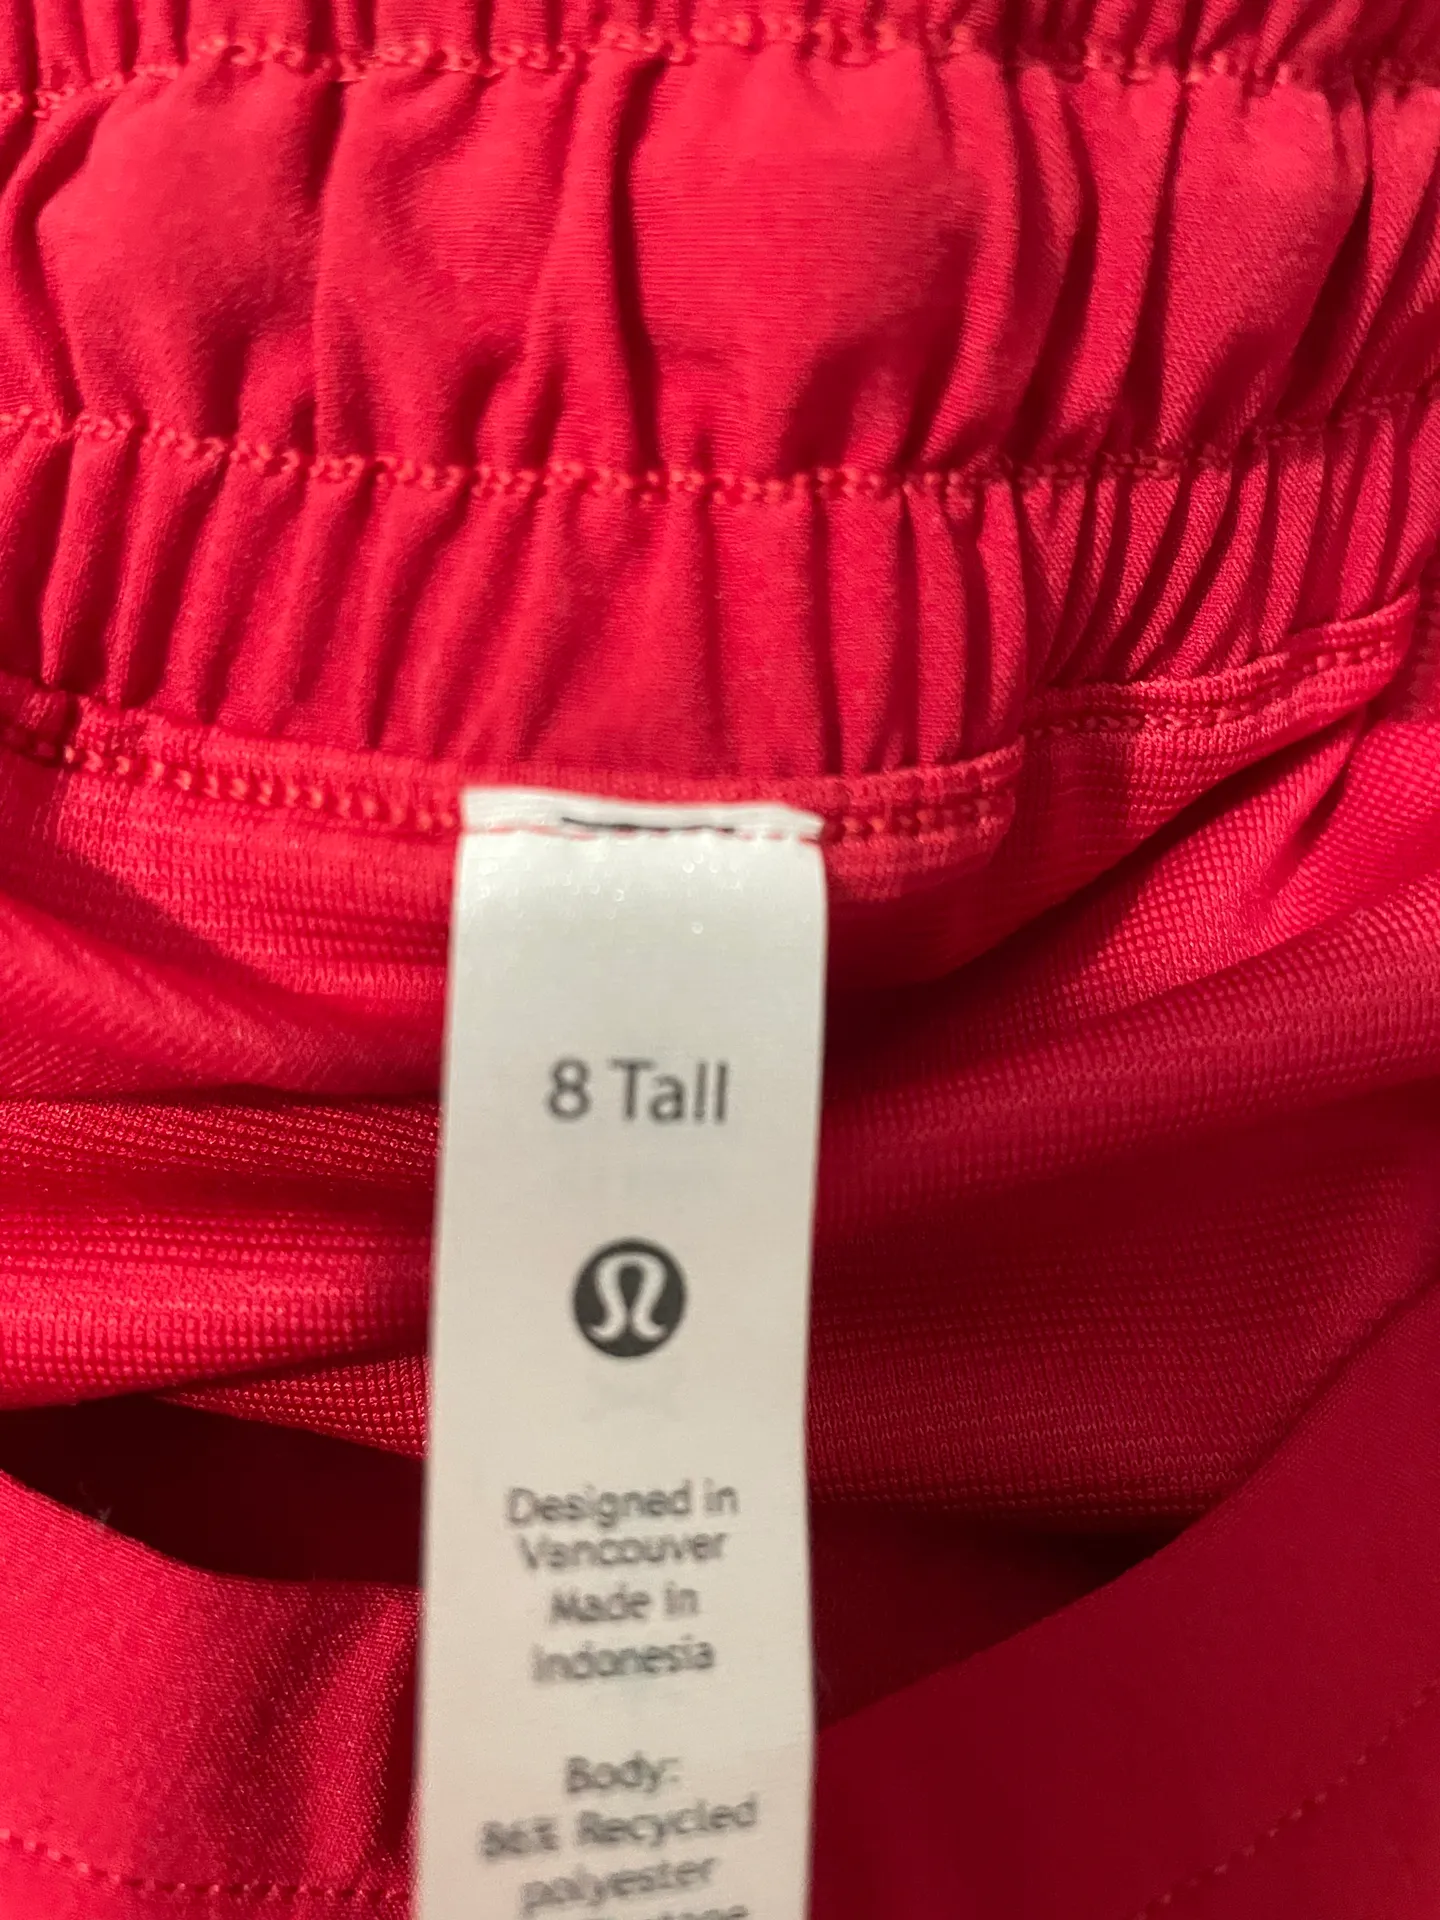 8 Tall
Designed in
Vancouver
Made in
Indonesia
Body:
86% Recycled
polyester